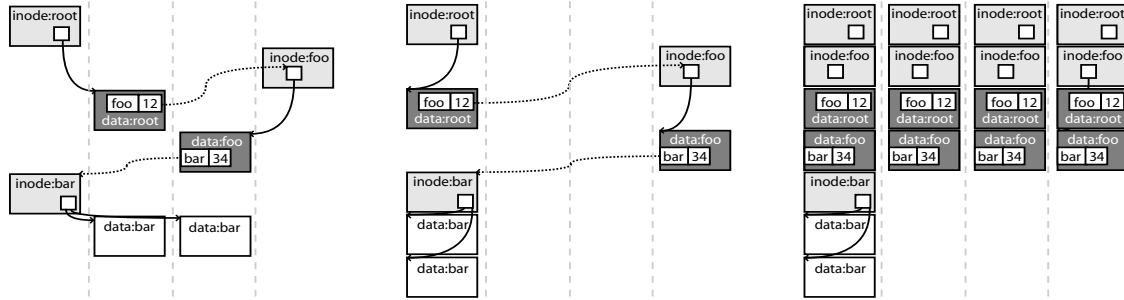 inode:root
inode:foo
foo 12
data:root
data:foo
bar 34
inode:bar
data:bar
data:bar
inode:root
inode:foo
foo 12
data:root
data:foo
bar 34
inode:bar
data:bar
data:bar
inode:root inode:root inode:root inode:root
inode:foo inode:foo inode:foo inode:foo
foo 12 foo 12 foo 12 foo 12
data:root data:root data:root data:root
data:foo data:foo data:foo data:foo
bar 34 bar 34 bar 34 bar 34
inode:bar
data:bar
data:bar